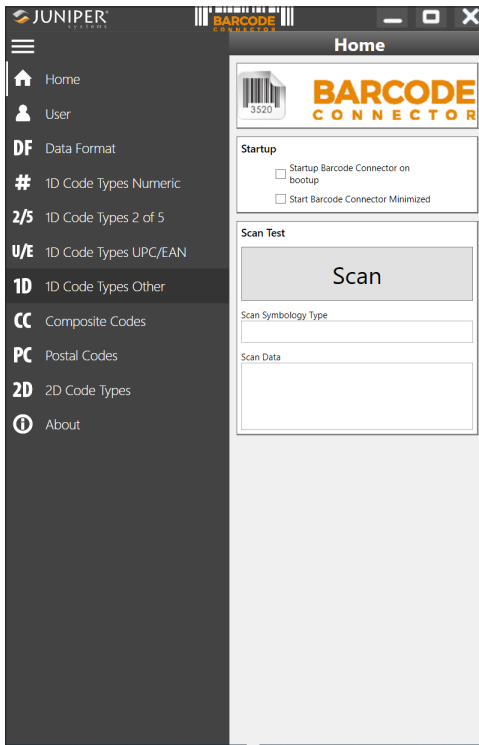 JUNIPER®
systems
BARCODE
CONNECTOR
Home
Home
User
DF Data Format
# 1D Code Types Numeric
2/5 1D Code Types 2 of 5
U/E 1D Code Types UPC/EAN
1D 1D Code Types Other
CC Composite Codes
PC Postal Codes
2D 2D Code Types
About
3520
BARCODE
CONNECTOR
Startup
Startup Barcode Connector on
bootup
Start Barcode Connector Minimized
Scan Test
Scan
Scan Symbology Type
Scan Data